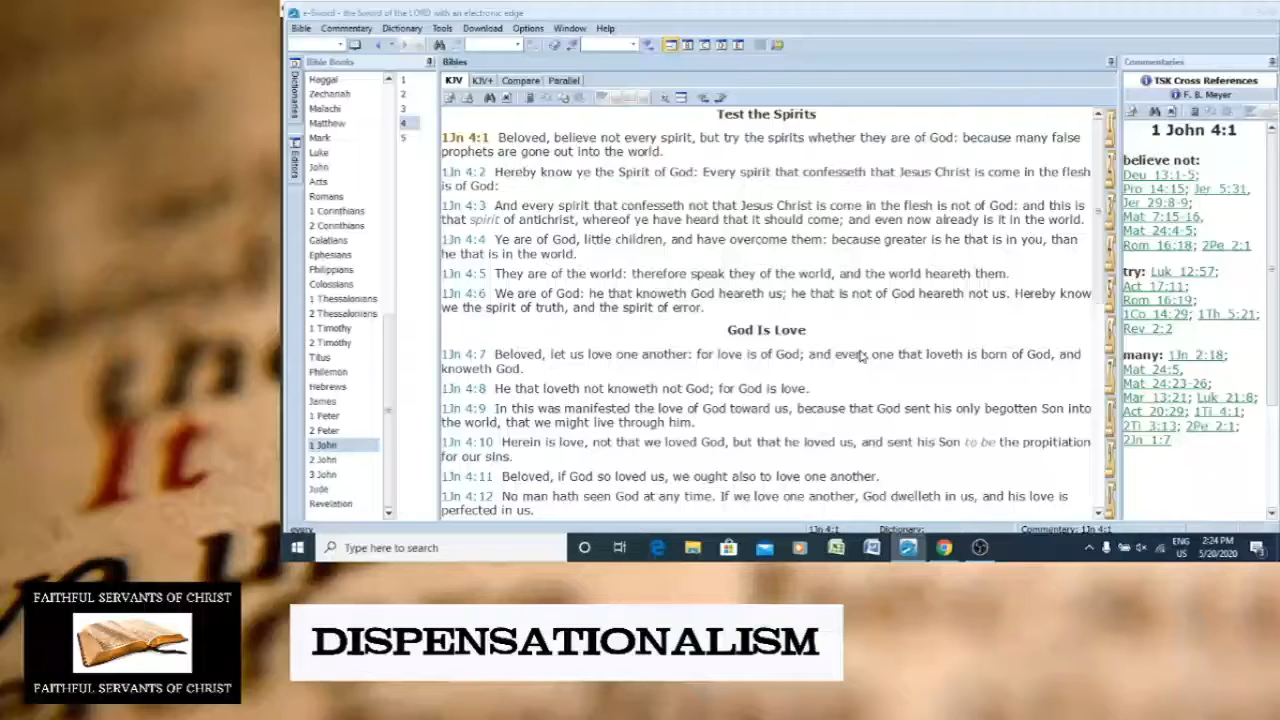 e-Sword - the Sword of the LORD with an electronic edge
Bible Commentary Dictionary Tools Download Options Window Help
Dictionaries
Editors
Bible Books
Haggai
Zechariah
Malachi
Matthew
Mark
Luke
John
Acts
Romans
1 Corinthians
2 Corinthians
Galatians
Ephesians
Philippians
Colossians
1 Thessalonians
2 Thessalonians
1 Timothy
2 Timothy
Titus
Philemon
Hebrews
James
1 Peter
2 Peter
1 John
2 John
3 John
Jude
Revelation
1
2
3
4
5
Bibles
KJV KJV+ Compare Parallel
Test the Spirits
1Jn 4:1 Beloved, believe not every spirit, but try the spirits whether they are of God: because many false
prophets are gone out into the world.
1Jn 4:2 Hereby know ye the Spirit of God: Every spirit that confesseth that Jesus Christ is come in the flesh
is of God:
1Jn 4:3 And every spirit that confesseth not that Jesus Christ is come in the flesh is not of God: and this is
that spirit of antichrist, whereof ye have heard that it should come; and even now already is it in the world.
1Jn 4:4 Ye are of God, little children, and have overcome them: because greater is he that is in you, than
he that is in the world.
1Jn 4:5 They are of the world: therefore speak they of the world, and the world heareth them.
1Jn 4:6 We are of God: he that knoweth God heareth us; he that is not of God heareth not us. Hereby know
we the spirit of truth, and the spirit of error.
God Is Love
1Jn 4:7 Beloved, let us love one another: for love is of God; and every one that loveth is born of God, and
knoweth God.
1Jn 4:8 He that loveth not knoweth not God; for God is love.
1Jn 4:9 In this was manifested the love of God toward us, because that God sent his only begotten Son into
the world, that we might live through him.
1Jn 4:10 Herein is love, not that we loved God, but that he loved us, and sent his Son to be the propitiation
for our sins.
1Jn 4:11 Beloved, if God so loved us, we ought also to love one another.
1Jn 4:12 No man hath seen God at any time. If we love one another, God dwelleth in us, and his love is
perfected in us.
Commentaries
TSK Cross References
F. B. Meyer
1 John 4:1
believe not:
Deu 13:1-5;
Pro 14:15; Jer 5:31,
Jer 29:8-9;
Mat 7:15-16,
Mat 24:4-5;
Rom 16:18; 2Pe 2:1
try: Luk 12:57;
Act 17:11;
Rom 16:19;
1Co 14:29; 1Th 5:21;
Rev 2:2
many: 1Jn 2:18;
Mat 24:5,
Mat 24:23-26;
Mar 13:21; Luk 21:8;
Act 20:29; 1Ti 4:1;
2Ti 3:13; 2Pe 2:1;
2Jn 1:7
every
1Jn 4:1 Dictionary: Commentary: 1Jn 4:1
Type here to search
ENG
US
2:24 PM
5/20/2020
It
FAITHFUL SERVANTS OF CHRIST
FAITHFUL SERVANTS OF CHRIST
DISPENSATIONALISM